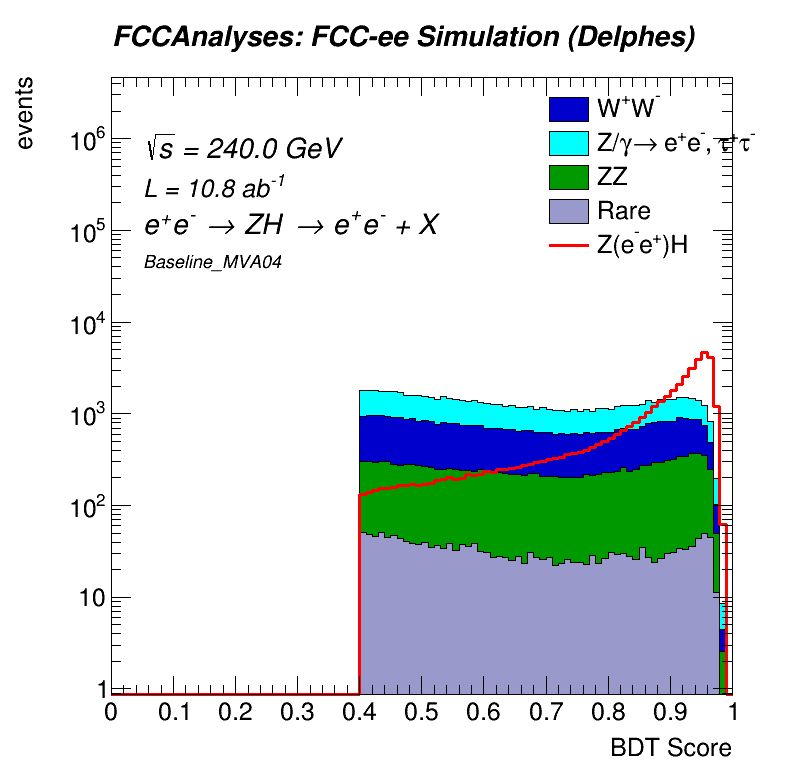 FCCAnalyses: FCC-ee Simulation (Delphes)
events
√s = 240.0 GeV
L = 10.8 ab⁻¹
e⁺e⁻ → ZH → e⁺e⁻ + X
Baseline_MVA04
W⁺W⁻
Z/γ→ e⁺e⁻, τ⁺τ⁻
ZZ
Rare
Z(e⁻e⁺)H
10⁶
10⁵
10⁴
10³
10²
10
1
0 0.1 0.2 0.3 0.4 0.5 0.6 0.7 0.8 0.9 1
BDT Score